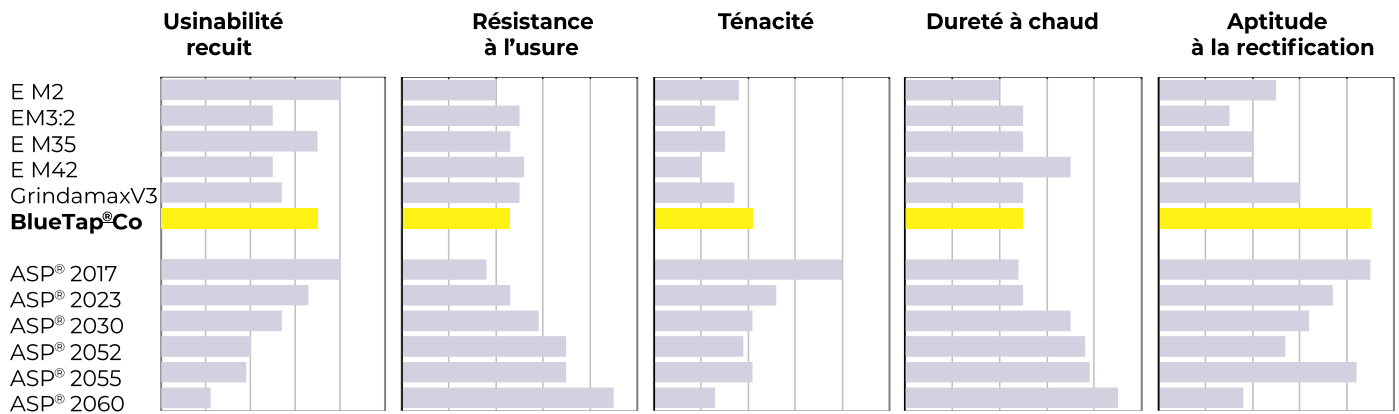 Usinabilité
recuit
Résistance
à l’usure
Ténacité
Dureté à chaud
Aptitude
à la rectification
E M2
EM3:2
E M35
E M42
GrindamaxV3
BlueTap®Co
ASP® 2017
ASP® 2023
ASP® 2030
ASP® 2052
ASP® 2055
ASP® 2060